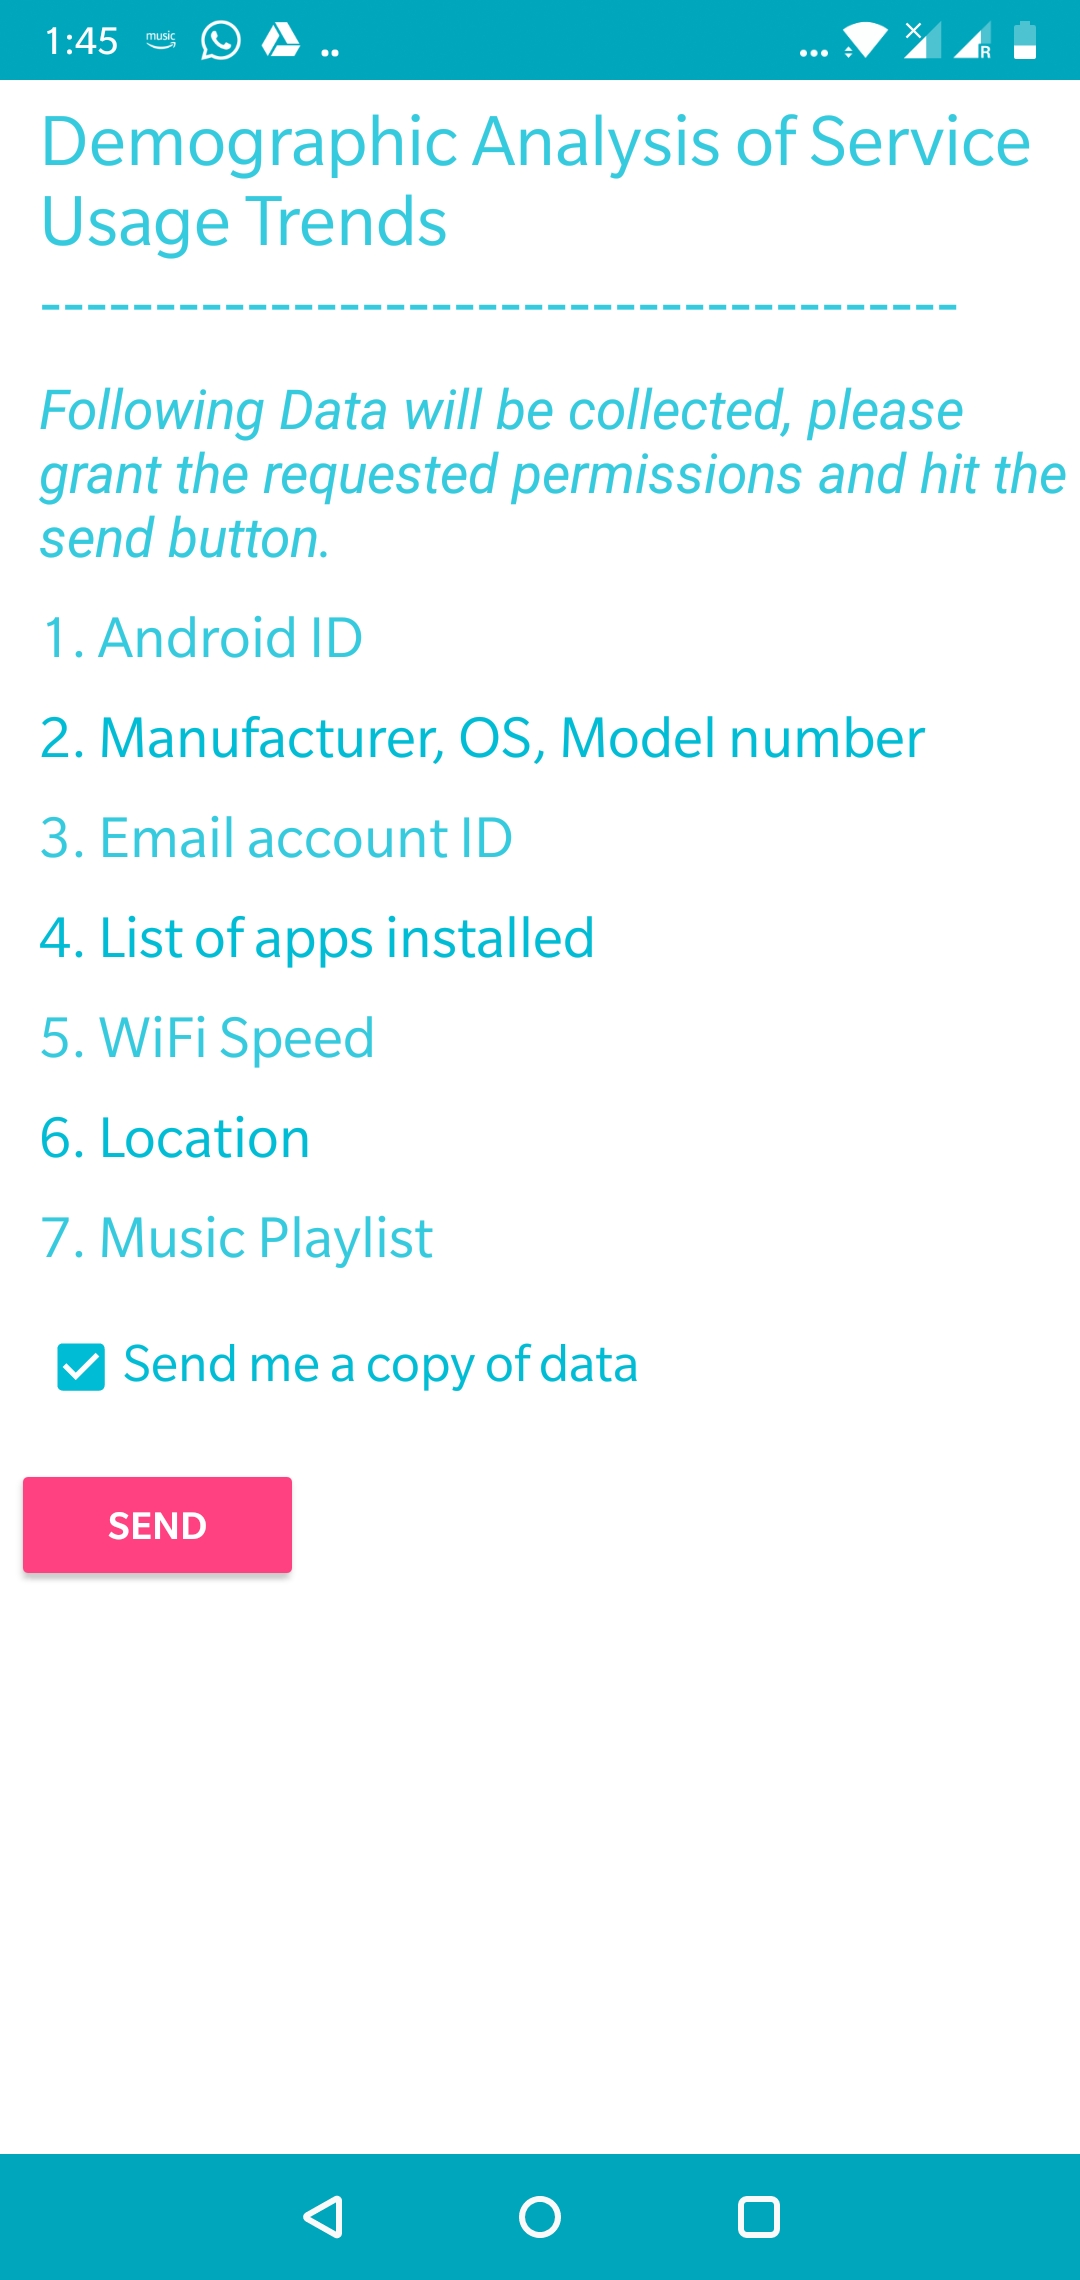 1:45 music
R
Demographic Analysis of Service
Usage Trends
----------------------------------------
Following Data will be collected, please
grant the requested permissions and hit the
send button.
1. Android ID
2. Manufacturer, OS, Model number
3. Email account ID
4. List of apps installed
5. WiFi Speed
6. Location
7. Music Playlist
Send me a copy of data
SEND